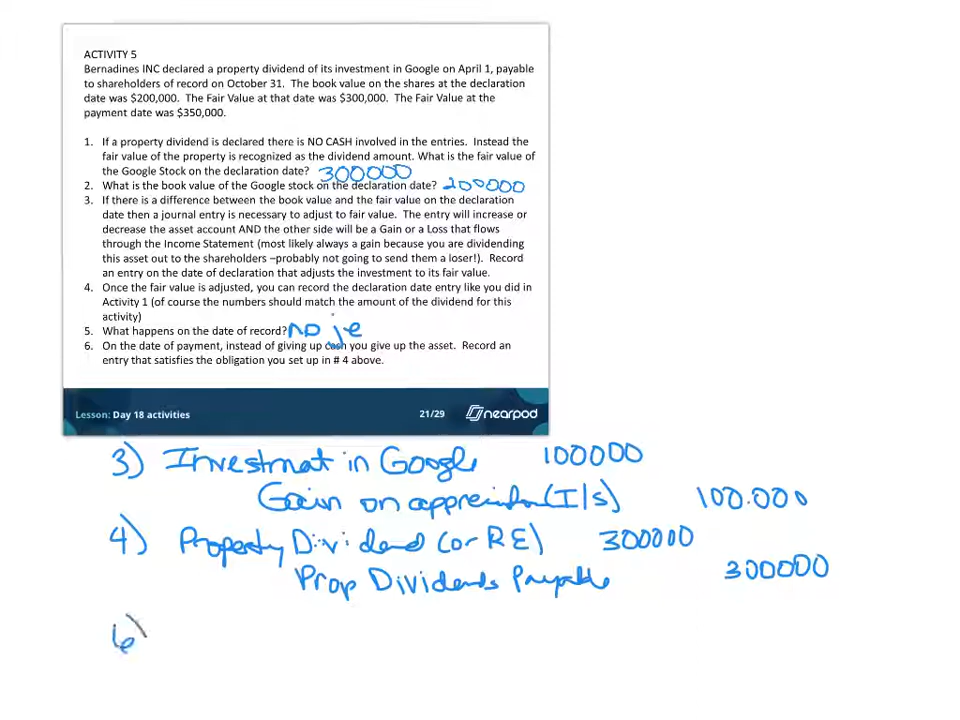 ACTIVITY 5
Bernadines INC declared a property dividend of its investment in Google on April 1, payable
to shareholders of record on October 31. The book value on the shares at the declaration
date was $200,000. The Fair Value at that date was $300,000. The Fair Value at the
payment date was $350,000.
1. If a property dividend is declared there is NO CASH involved in the entries. Instead the
fair value of the property is recognized as the dividend amount. What is the fair value of
the Google Stock on the declaration date? 300000
2. What is the book value of the Google stock on the declaration date? 200000
3. If there is a difference between the book value and the fair value on the declaration
date then a journal entry is necessary to adjust to fair value. The entry will increase or
decrease the asset account AND the other side will be a Gain or a Loss that flows
through the Income Statement (most likely always a gain because you are dividending
this asset out to the shareholders –probably not going to send them a loser!). Record
an entry on the date of declaration that adjusts the investment to its fair value.
4. Once the fair value is adjusted, you can record the declaration date entry like you did in
Activity 1 (of course the numbers should match the amount of the dividend for this
activity)
5. What happens on the date of record? no je
6. On the date of payment, instead of giving up cash you give up the asset. Record an
entry that satisfies the obligation you set up in # 4 above.
Lesson: Day 18 activities 21/29 nearpod
3) Investmat in Google 100000
Gain on (I/s) 100.000
4) Property Dividend (or RE) 300000
Prop Dividends Payable 300000
6)